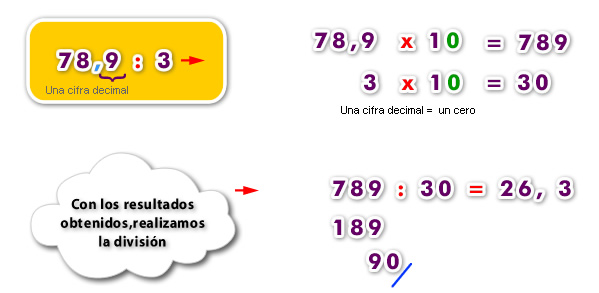 78,9 : 3
Una cifra decimal
78,9 x 10 = 789
3 x 10 = 30
Una cifra decimal = un cero
Con los resultados
obtenidos,realizamos
la división
789 : 30 = 26, 3
189
90